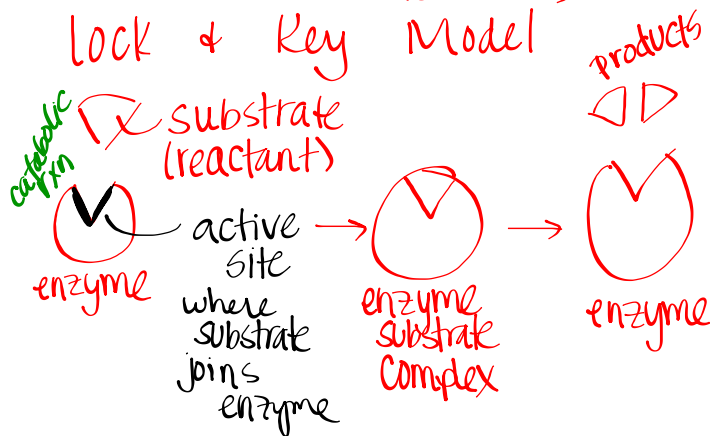 lock & Key Model
products
catabolic
rxn
substrate
(reactant)
active
site
where
substrate
joins
enzyme
enzyme
enzyme
substrate
complex
enzyme